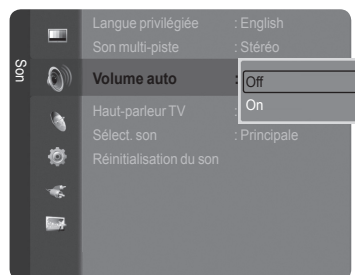 Son
Langue privilégiée : English
Son multi-piste : Stéréo
Volume auto :
Off
On
Haut-parleur TV :
Sélect. son : Principale
Réinitialisation du son